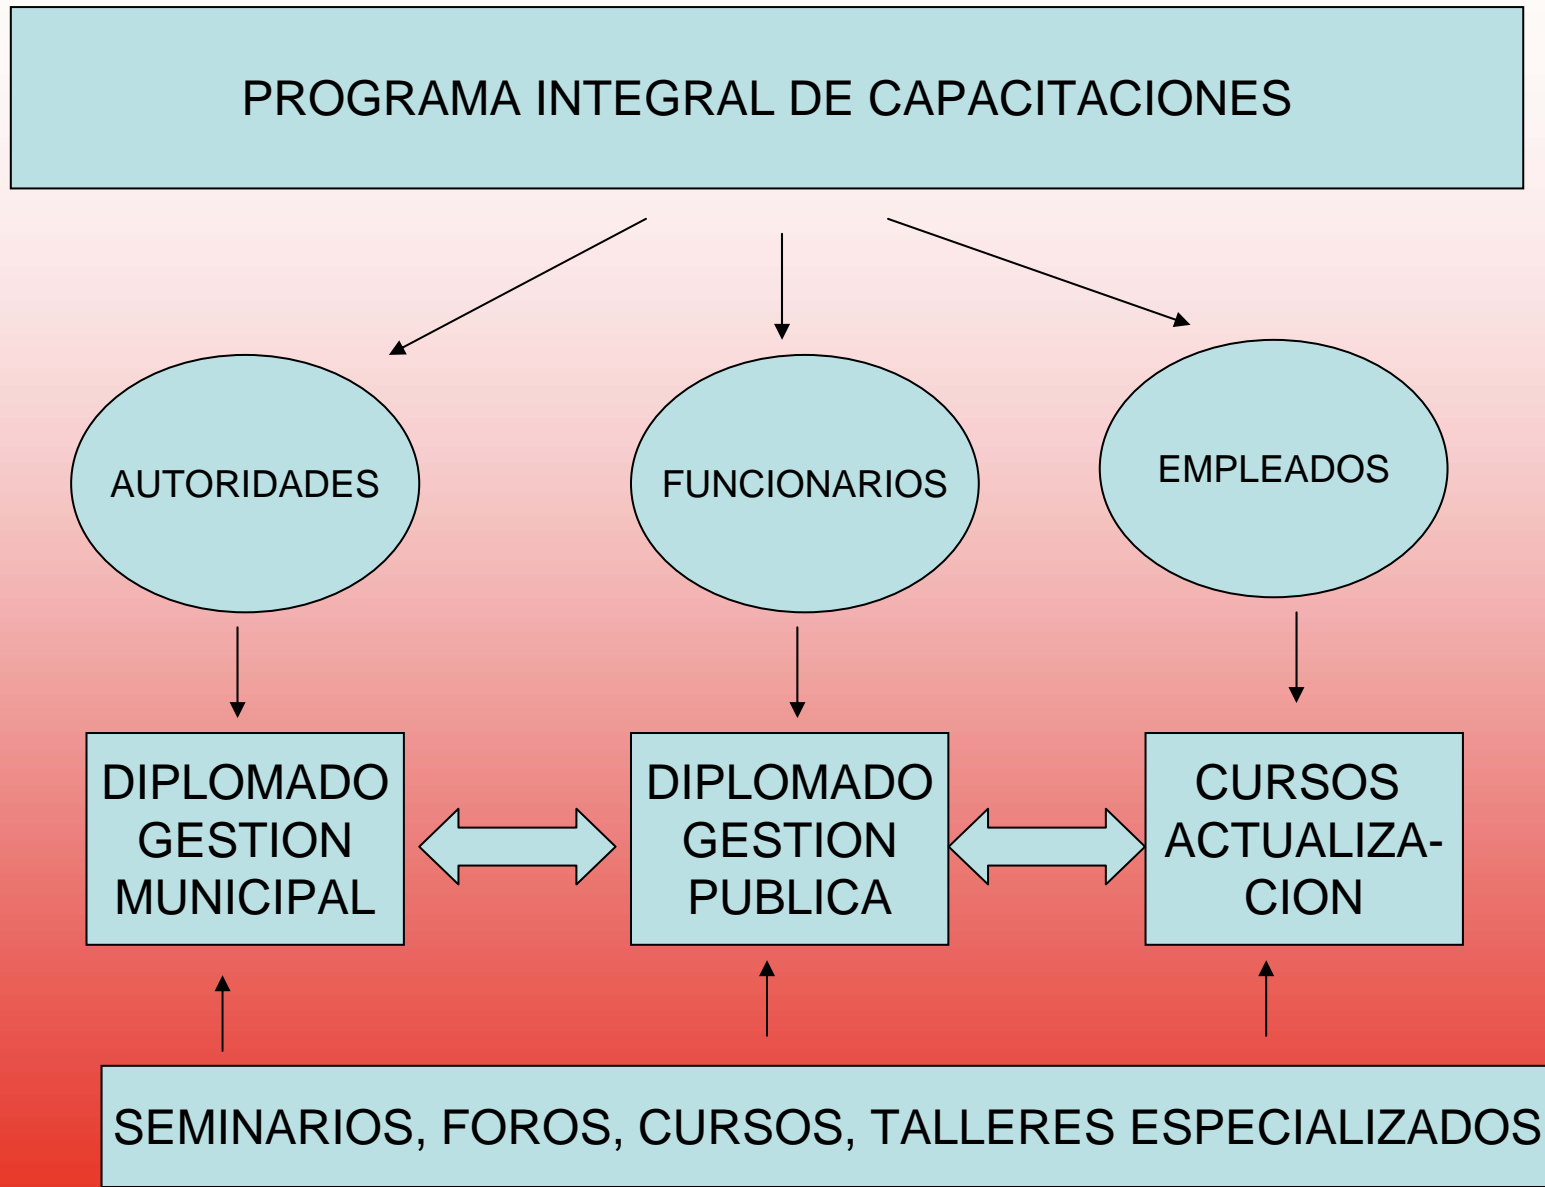 PROGRAMA INTEGRAL DE CAPACITACIONES
AUTORIDADES
FUNCIONARIOS
EMPLEADOS
DIPLOMADO
GESTION
MUNICIPAL
DIPLOMADO
GESTION
PUBLICA
CURSOS
ACTUALIZA-
CION
SEMINARIOS, FOROS, CURSOS, TALLERES ESPECIALIZADOS